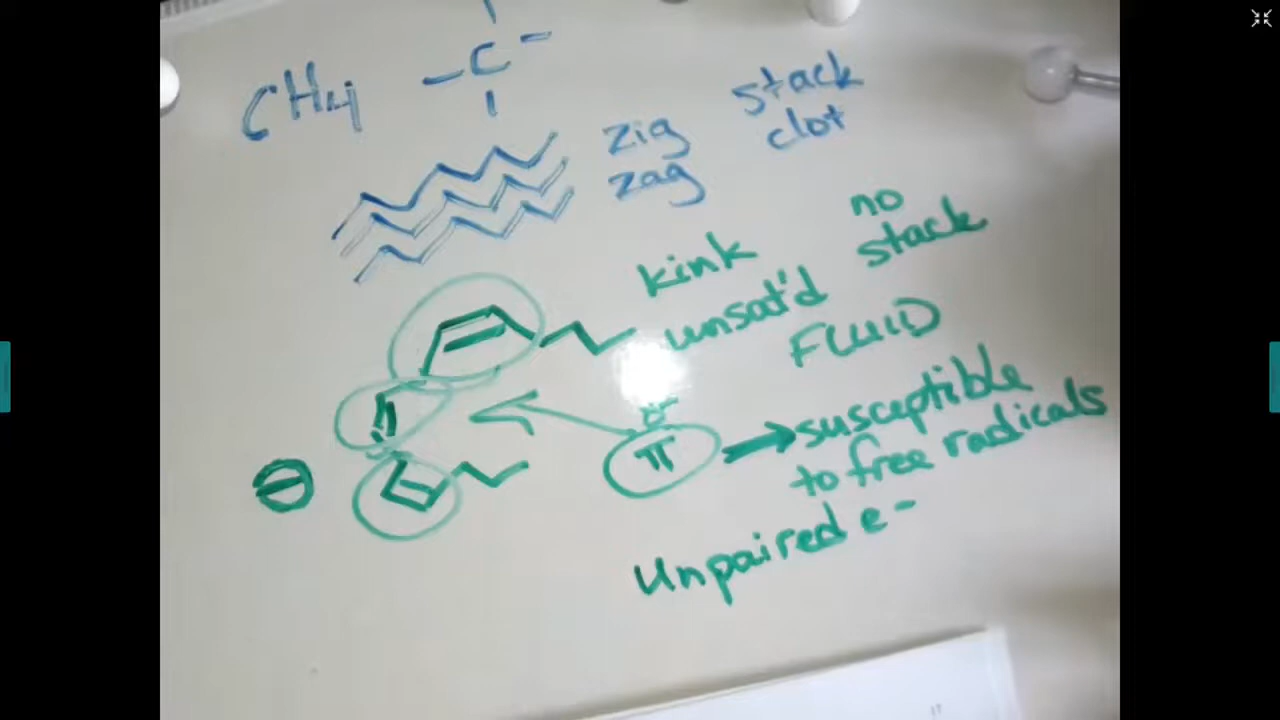 CH4
C
zig
zag
stack
clot
kink
unsat'd
no
stack
FLUID
π
susceptible
to free radicals
Unpaired e-